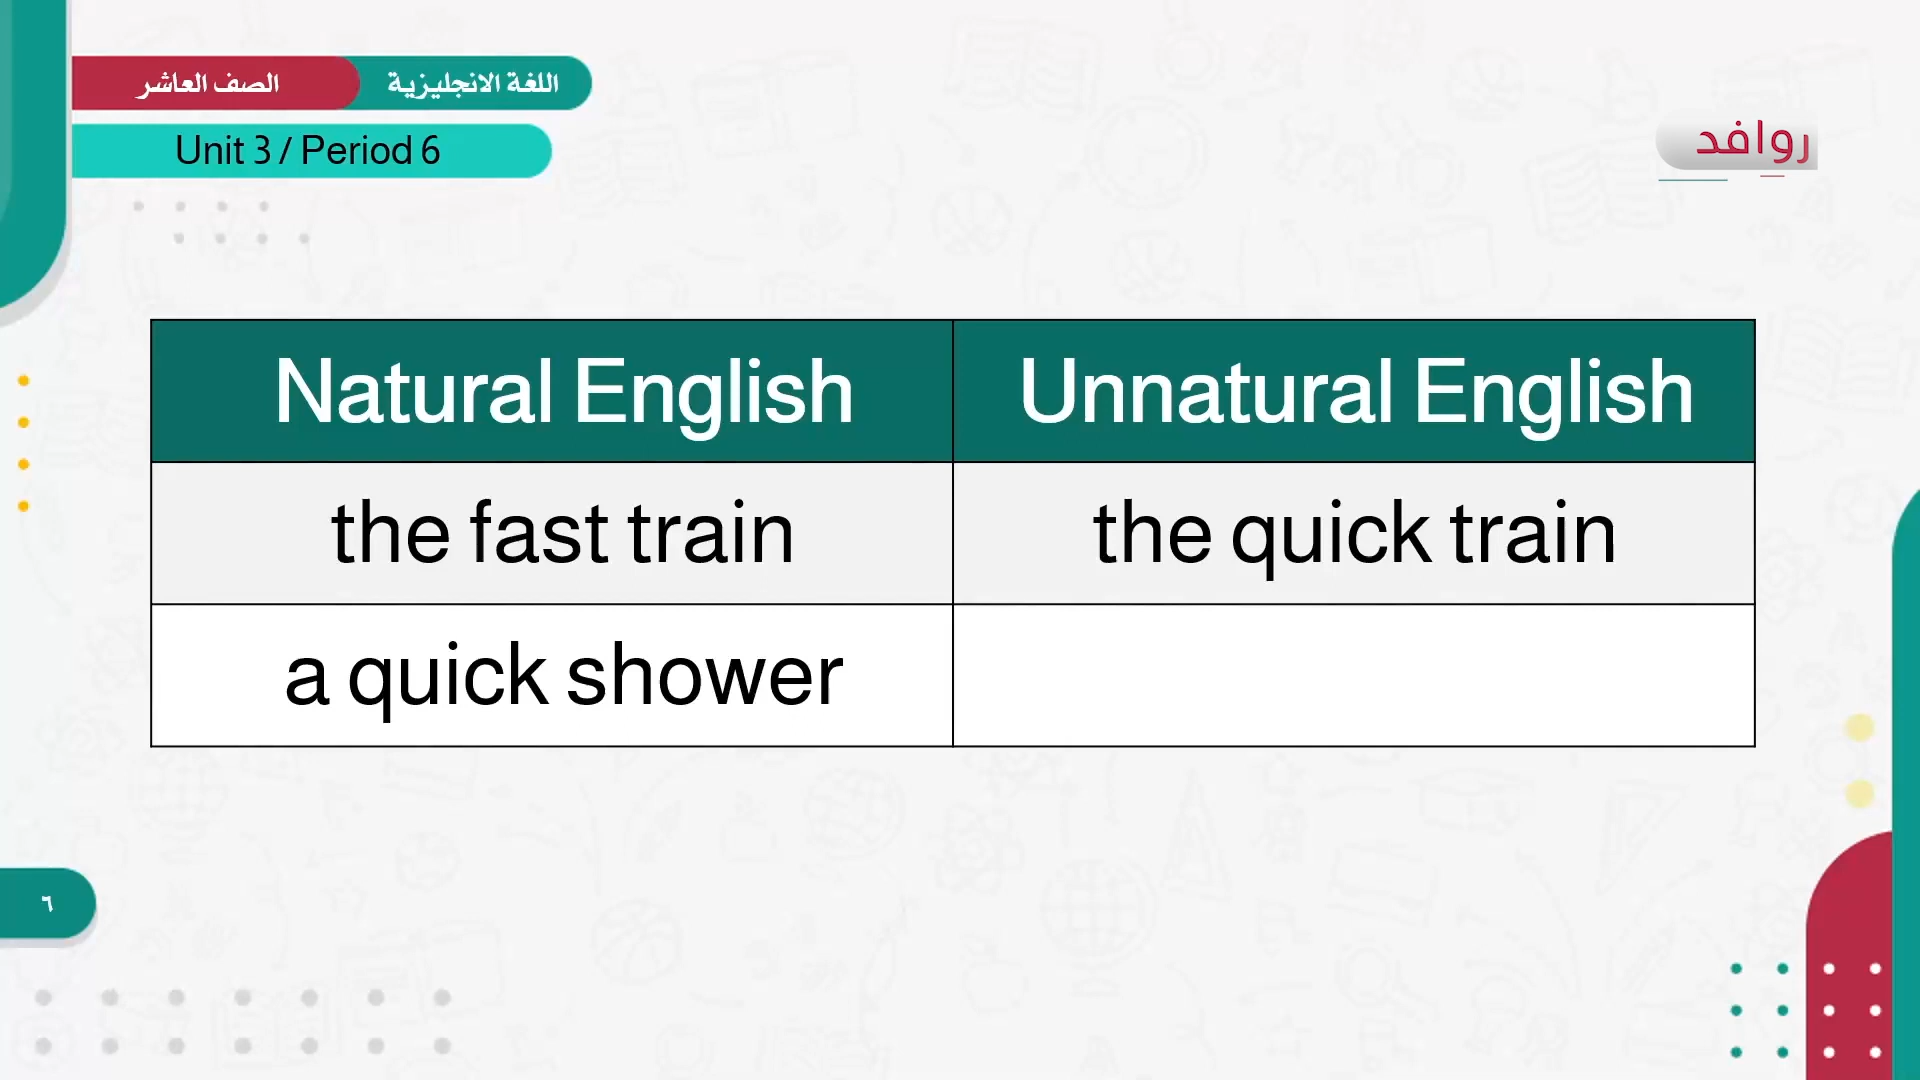 اللغة الانجليزية
الصف العاشر
Unit 3 / Period 6
روافد
Natural English
Unnatural English
the fast train
the quick train
a quick shower
٦